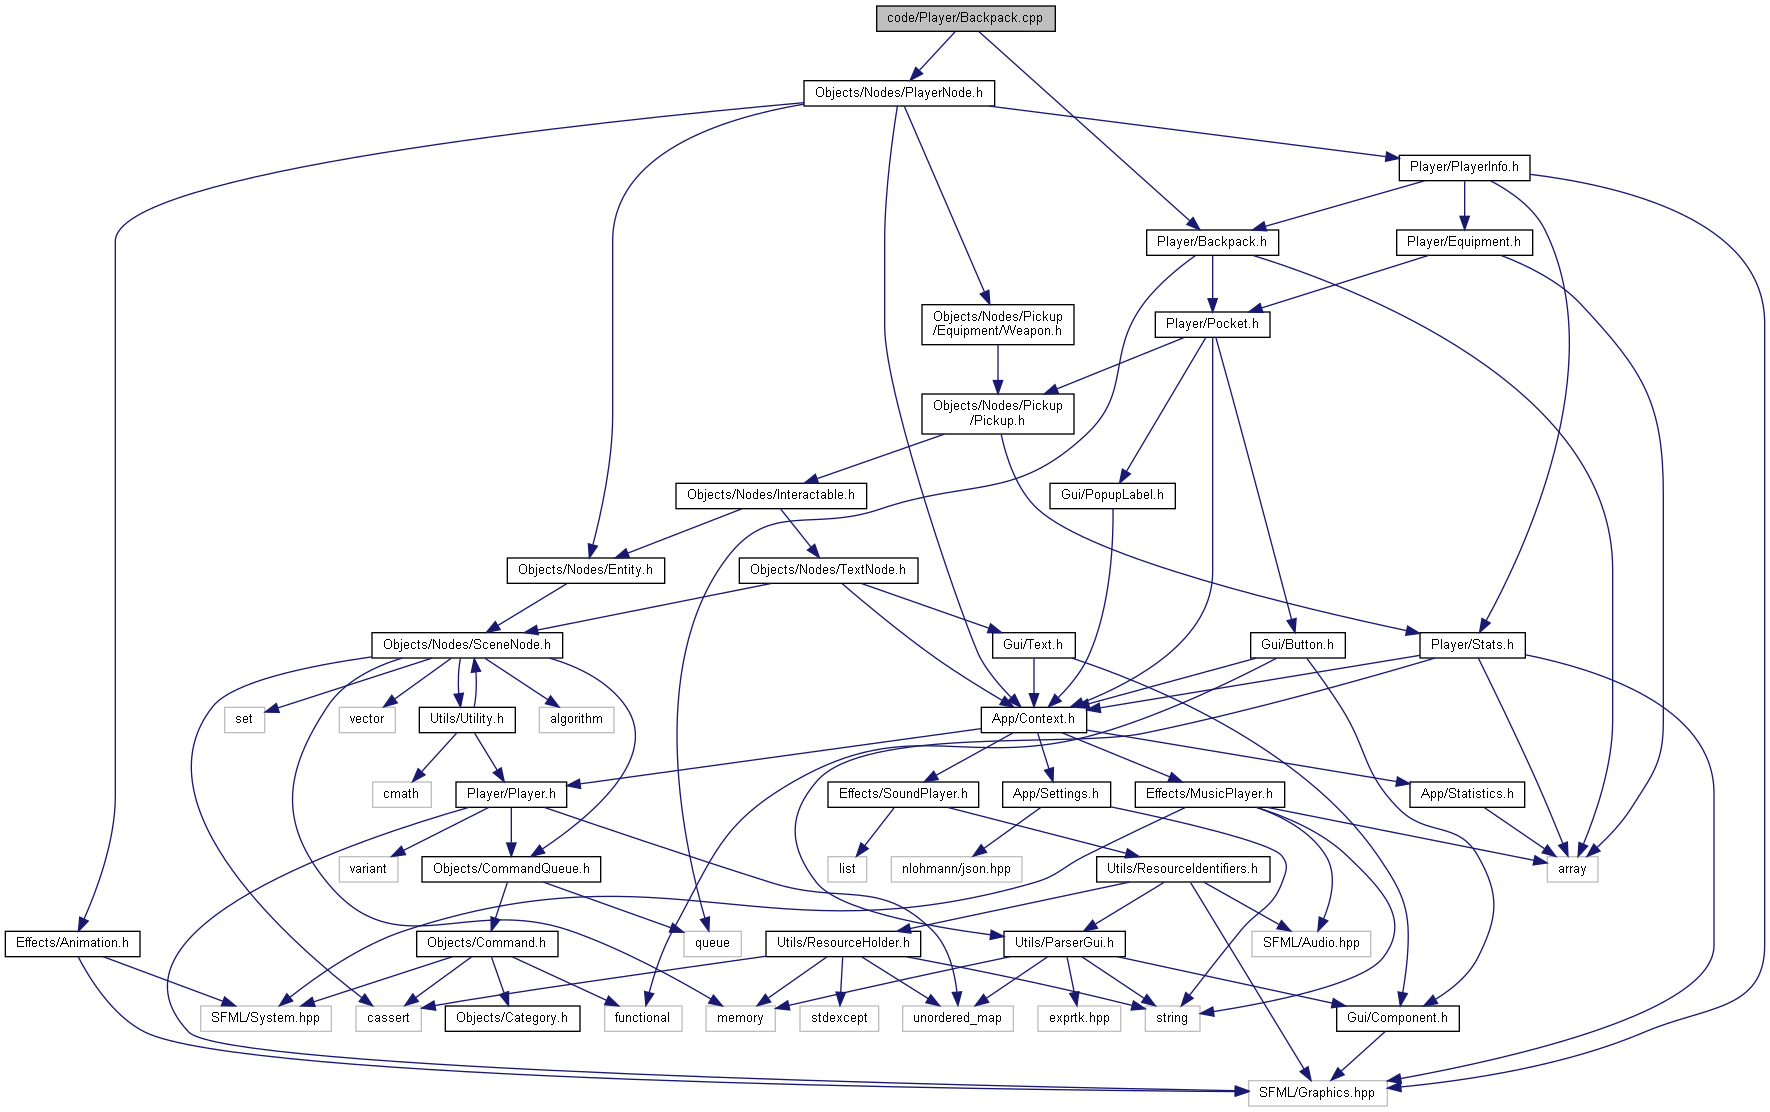 code/Player/Backpack.cpp
Objects/Nodes/PlayerNode.h
Player/PlayerInfo.h
Player/Backpack.h
Player/Equipment.h
Objects/Nodes/Pickup
/Equipment/Weapon.h
Player/Pocket.h
Objects/Nodes/Pickup
/Pickup.h
Objects/Nodes/Interactable.h
Gui/PopupLabel.h
Objects/Nodes/Entity.h
Objects/Nodes/TextNode.h
Objects/Nodes/SceneNode.h
Gui/Text.h
Gui/Button.h
Player/Stats.h
set
vector
Utils/Utility.h
algorithm
App/Context.h
cmath
Player/Player.h
Effects/SoundPlayer.h
App/Settings.h
Effects/MusicPlayer.h
App/Statistics.h
variant
Objects/CommandQueue.h
list
nlohmann/json.hpp
Utils/ResourceIdentifiers.h
array
Effects/Animation.h
Objects/Command.h
queue
Utils/ResourceHolder.h
Utils/ParserGui.h
SFML/Audio.hpp
SFML/System.hpp
cassert
Objects/Category.h
functional
memory
stdexcept
unordered_map
exprtk.hpp
string
Gui/Component.h
SFML/Graphics.hpp